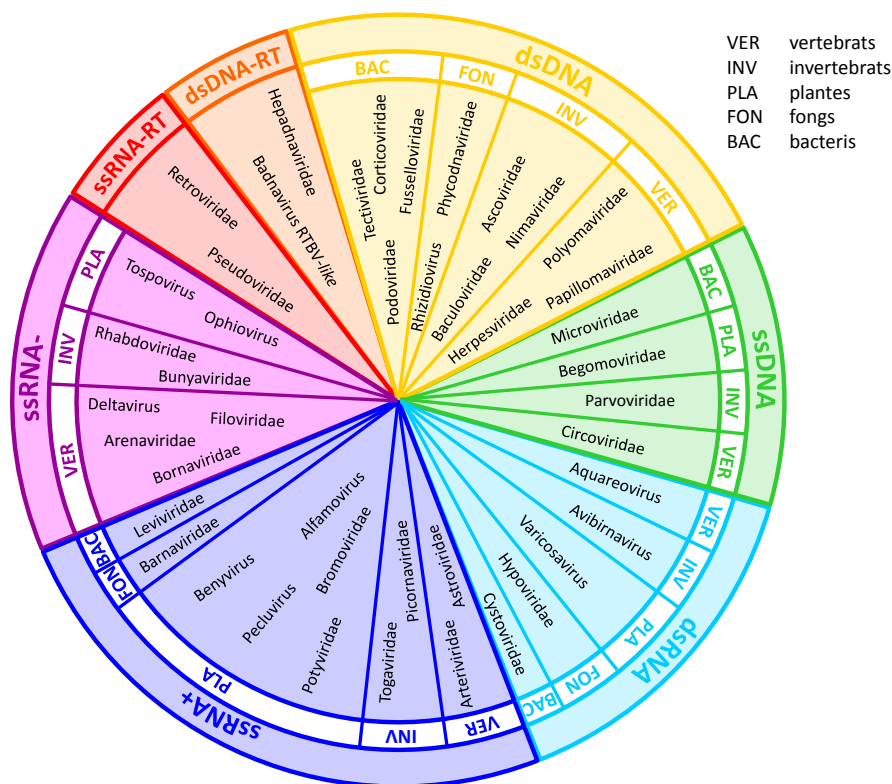 VER vertebrats
INV invertebrats
PLA plantes
FON fongs
BAC bacteris
dsDNA
BAC
Tectiviridae
Corticoviridae
Fusselloviridae
Podoviridae
FON
Phycodnaviridae
Rhizidiovirus
INV
Ascoviridae
Baculoviridae
Nimaviridae
VER
Polyomaviridae
Herpesviridae
Papillomaviridae
ssDNA
BAC
Microviridae
PLA
Begomoviridae
INV
Parvoviridae
VER
Circoviridae
dsRNA
VER
Aquareovirus
INV
Avibirnavirus
PLA
Varicosavirus
FON
Hypoviridae
BAC
Cystoviridae
ssRNA+
VER
Astroviridae
Arteriviridae
INV
Picornaviridae
Togaviridae
PLA
Alfamovirus
Bromoviridae
Benyvirus
Pecluvirus
Potyviridae
FON
Barnaviridae
BAC
Leviviridae
ssRNA-
VER
Deltavirus
Filoviridae
Arenaviridae
Bornaviridae
INV
Rhabdoviridae
Bunyaviridae
PLA
Tospovirus
Ophiovirus
ssRNA-RT
Retroviridae
Pseudoviridae
dsDNA-RT
Hepadnaviridae
Badnavirus RTBV-like